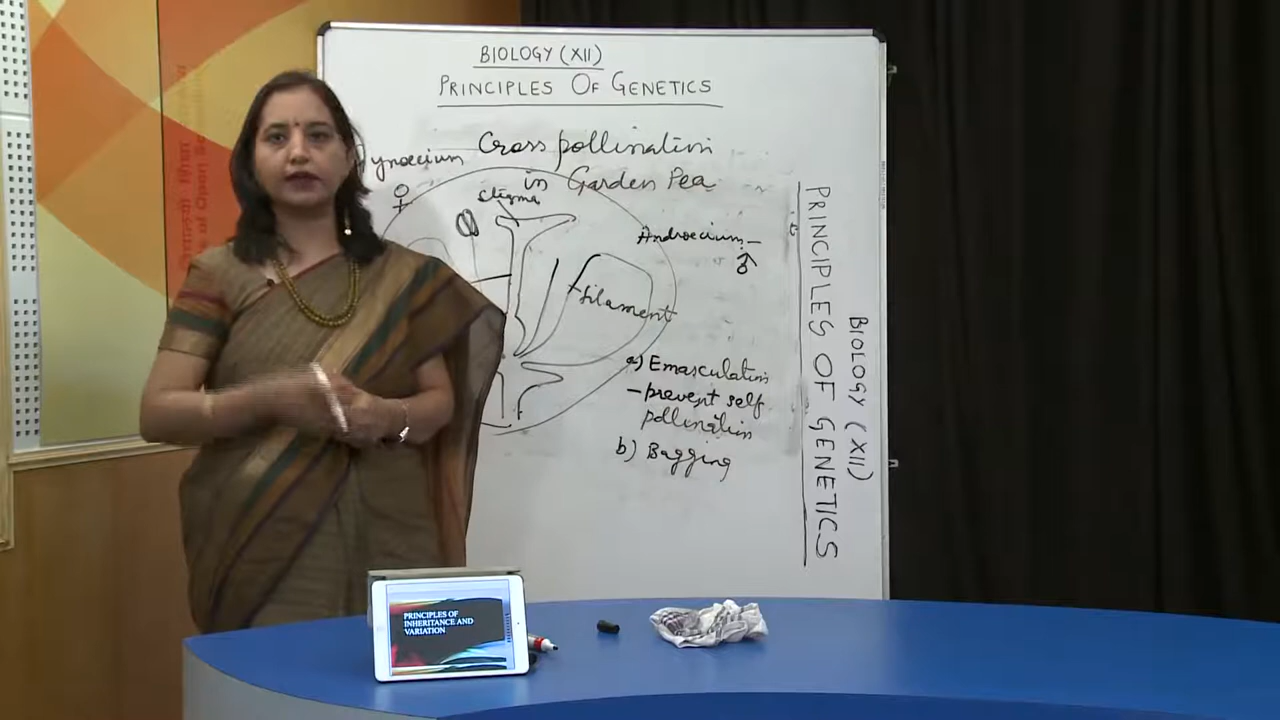 BIOLOGY (XII)
PRINCIPLES OF GENETICS
Cross pollination
in Garden Pea
ynoecium
♀
stigma
Androecium
♂
filament
a) Emasculation
- prevent self
pollination
b) Bagging
BIOLOGY (XII)
PRINCIPLES OF GENETICS
PRINCIPLES OF
INHERITANCE AND
VARIATION